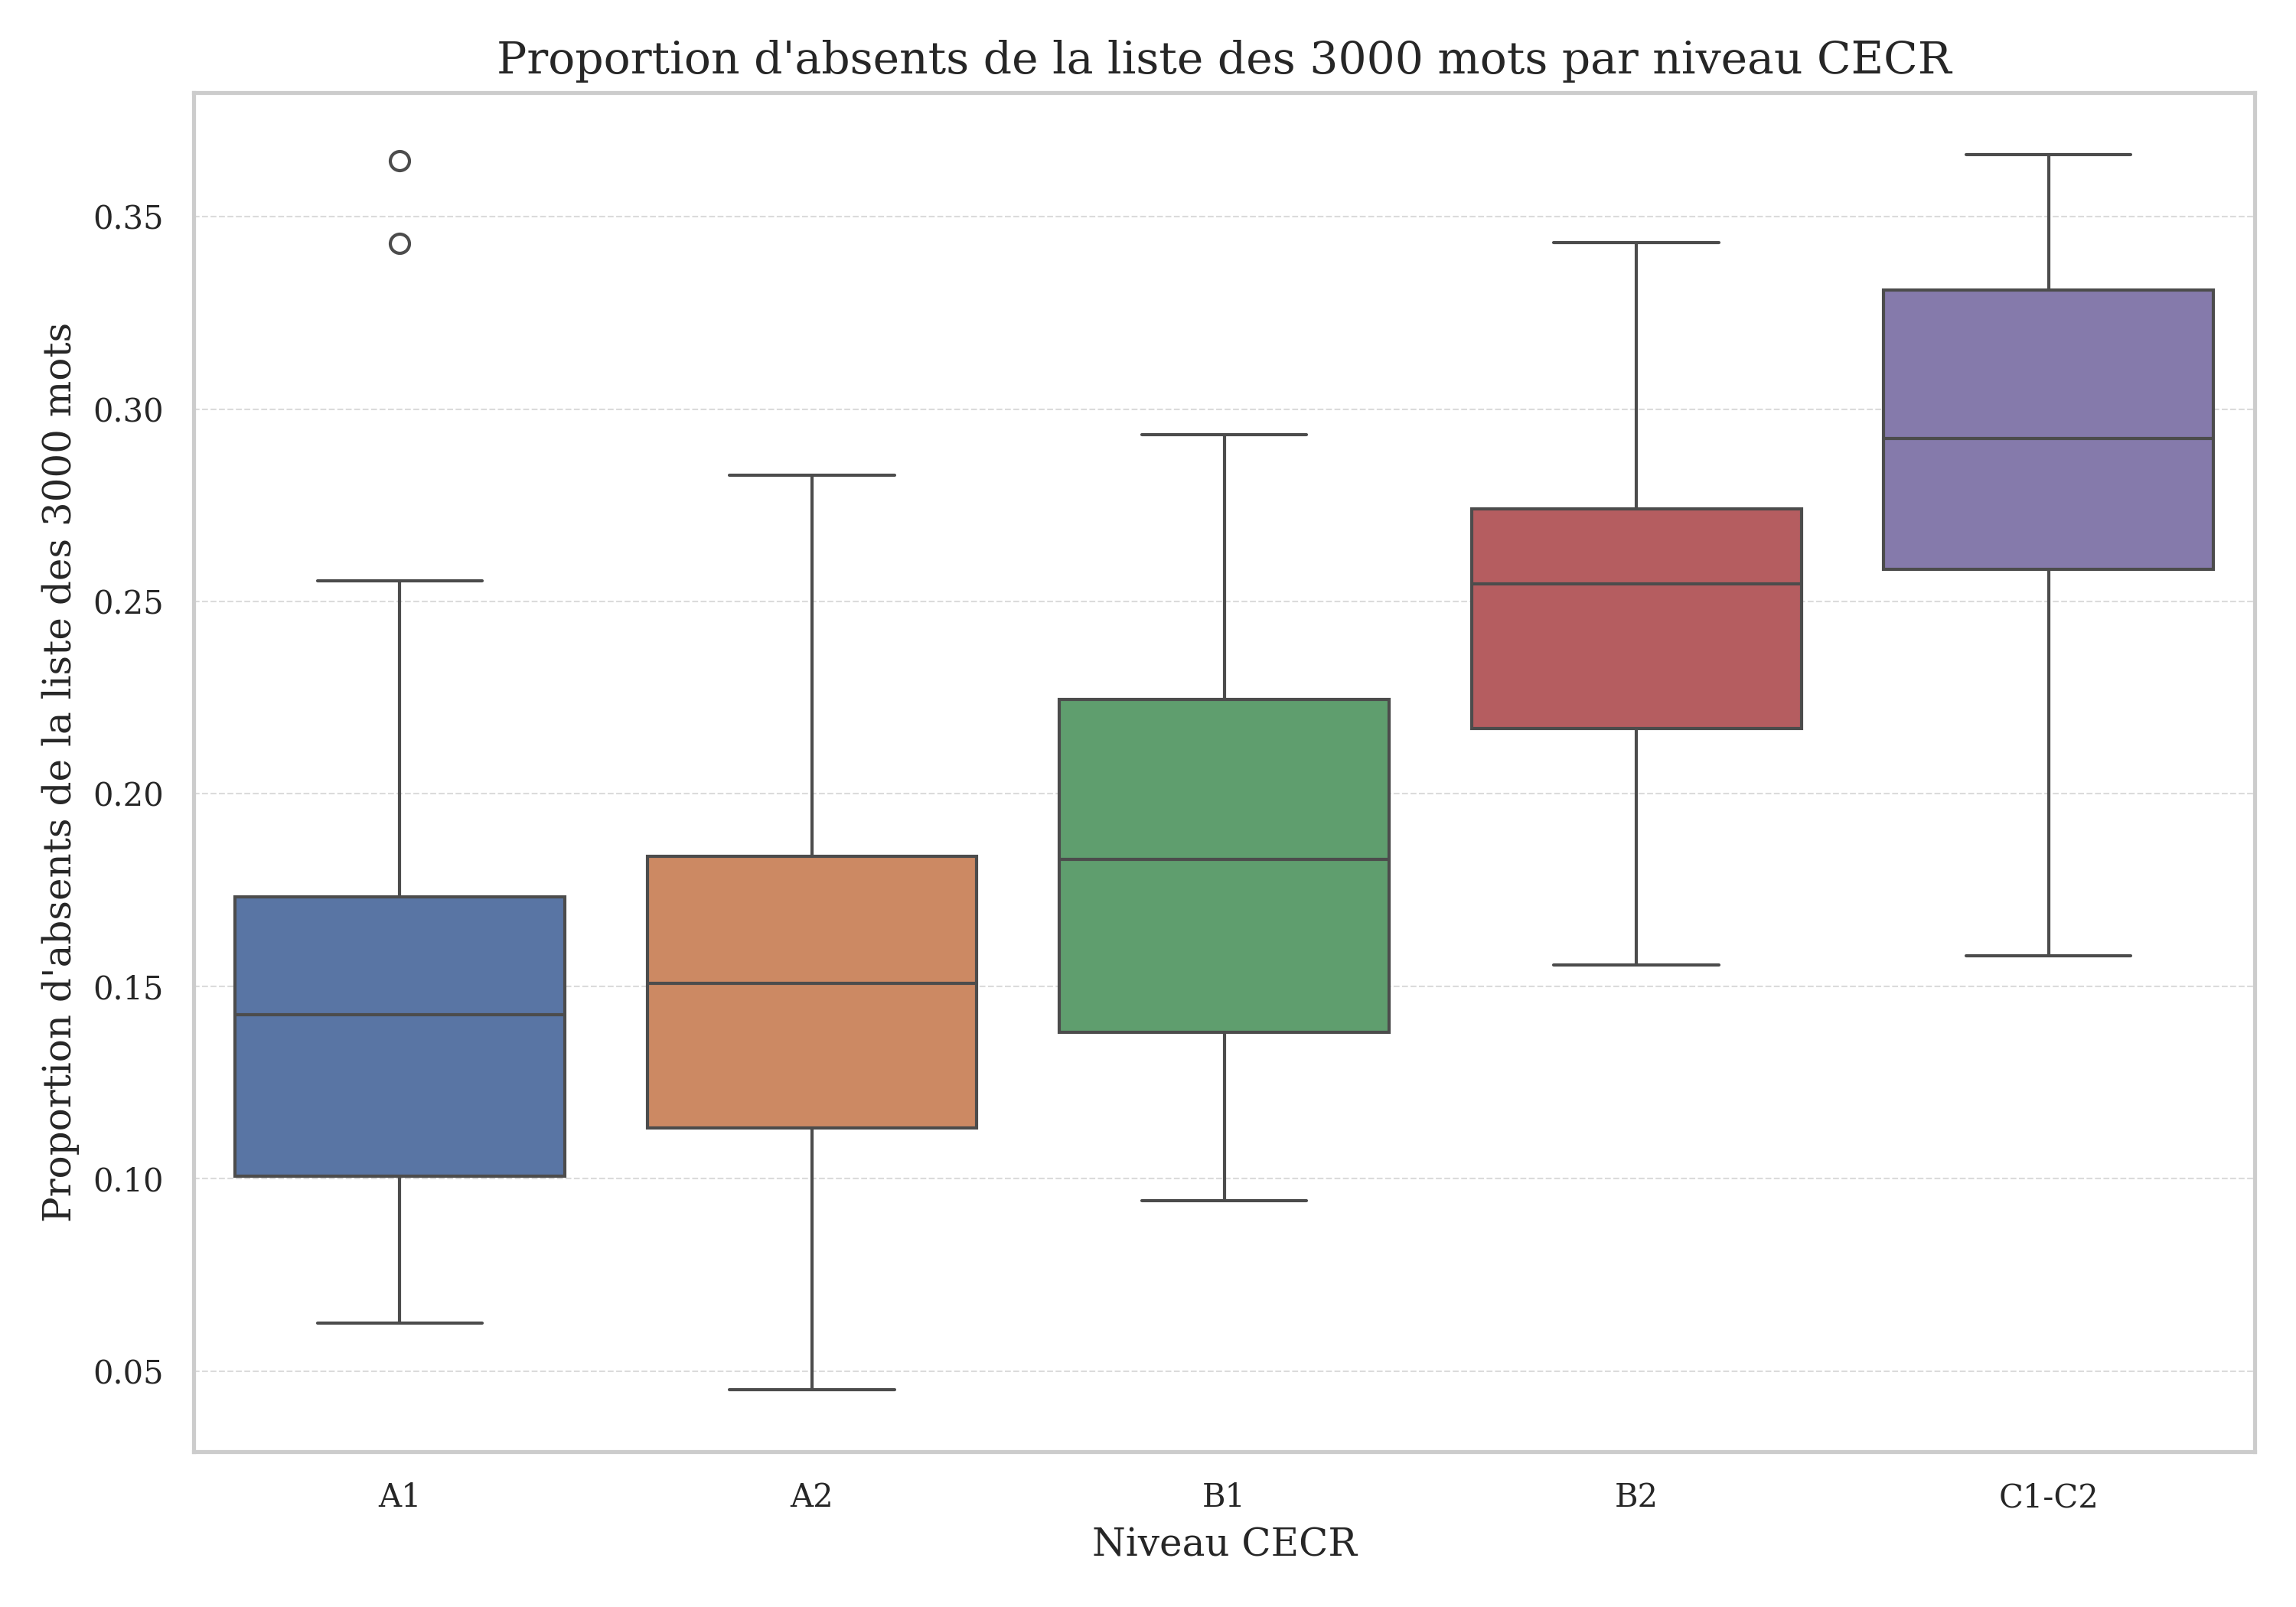 Proportion d'absents de la liste des 3000 mots par niveau CECR
Proportion d'absents de la liste des 3000 mots
0.35
0.30
0.25
0.20
0.15
0.10
0.05
A1 A2 B1 B2 C1-C2
Niveau CECR